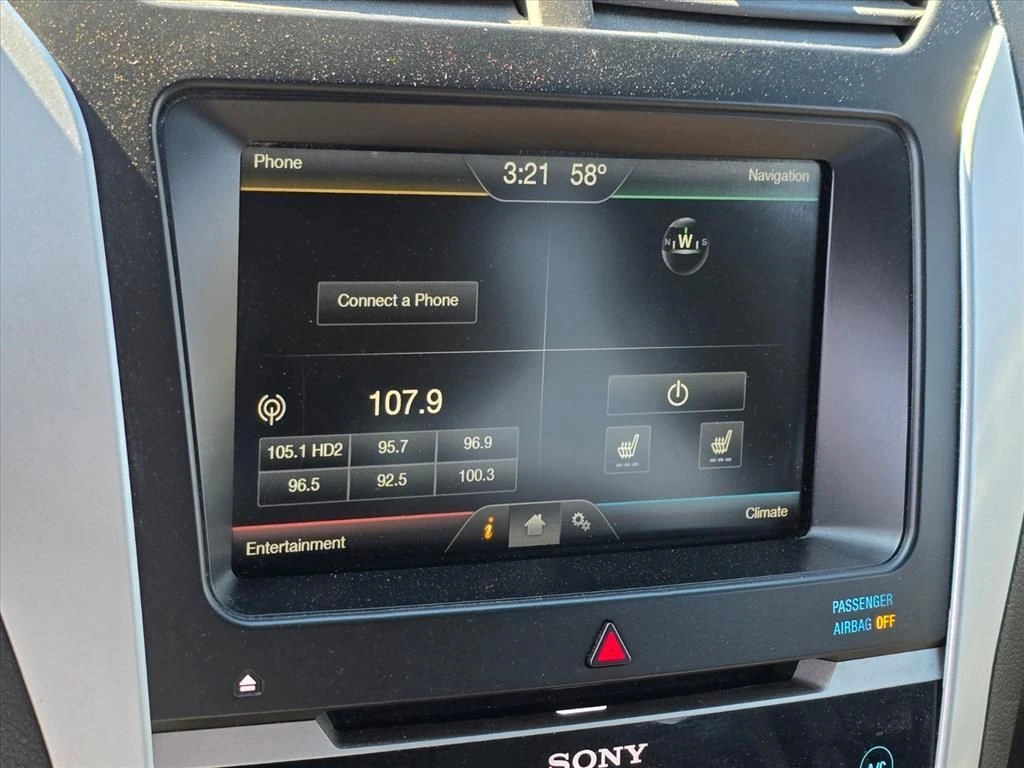 Phone
3:21 58°
Navigation
N W S
Connect a Phone
107.9
105.1 HD2 95.7 96.9
96.5 92.5 100.3
i
Climate
Entertainment
PASSENGER
AIRBAG OFF
SONY
A/C